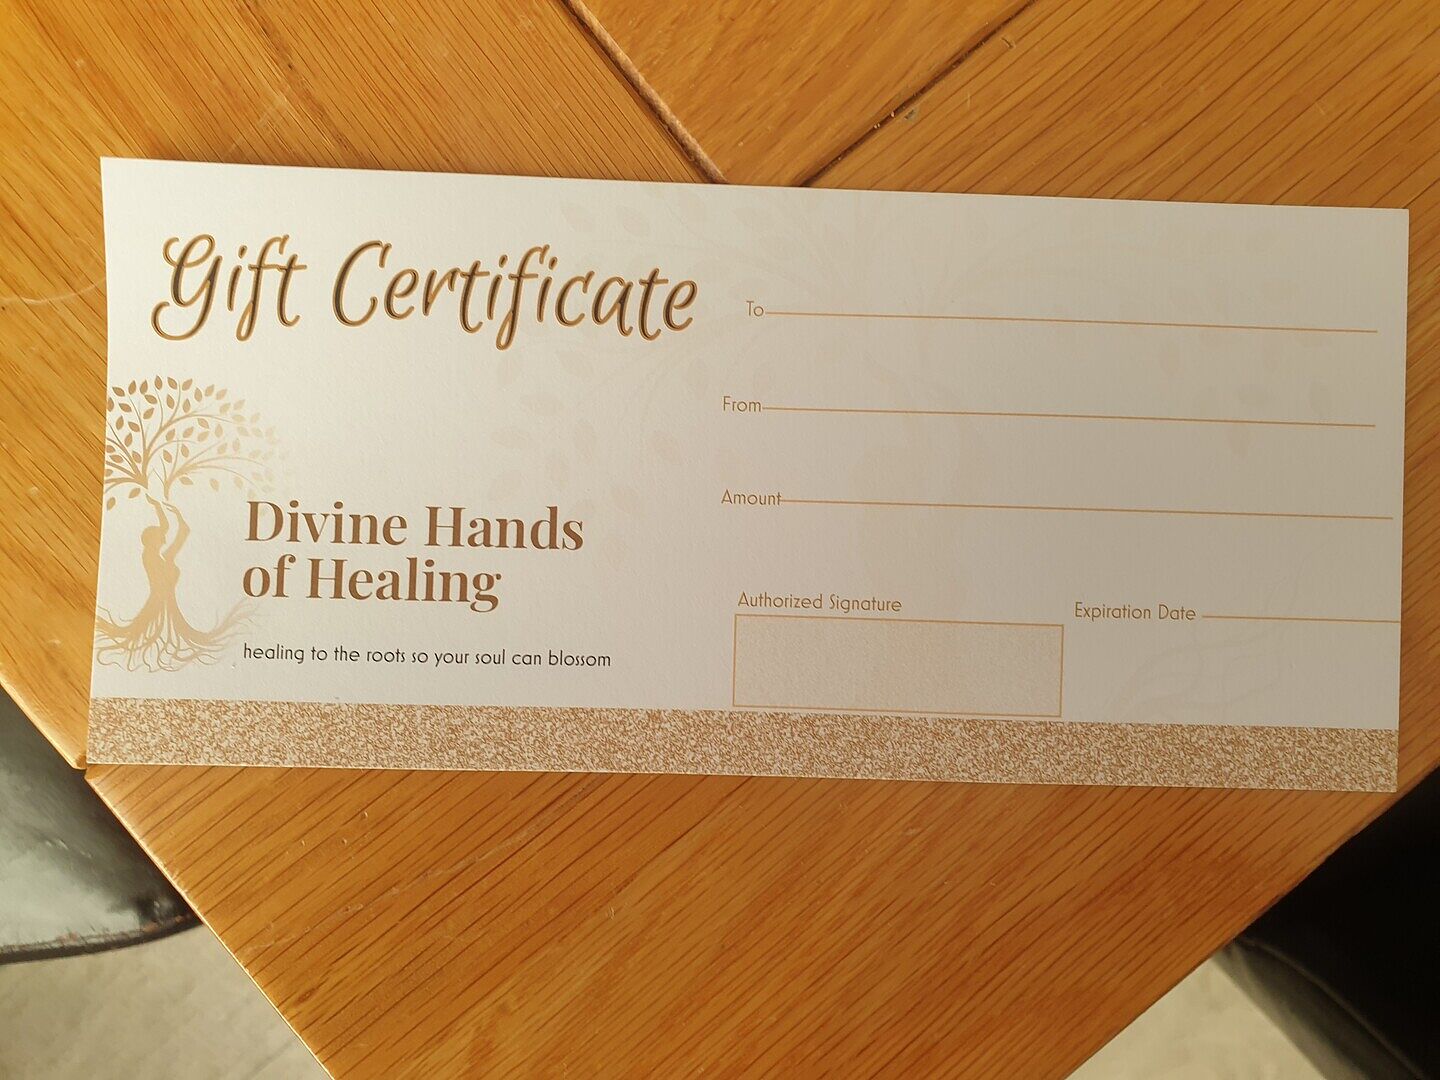 Gift Certificate
To
From
Amount
Divine Hands
of Healing
healing to the roots so your soul can blossom
Authorized Signature
Expiration Date